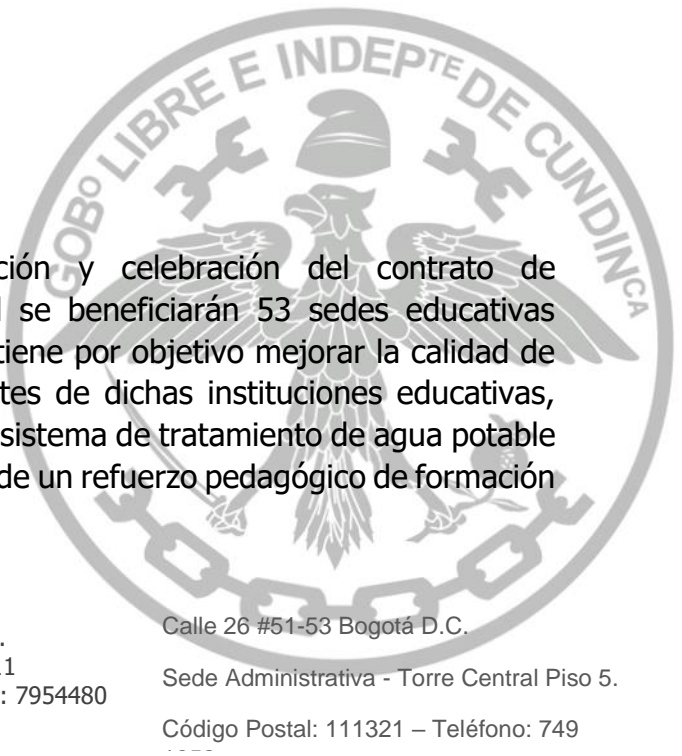 GOBº LIBRE E INDEPTE DE CUNDINCA
ción y celebración del contrato de
l se beneficiarán 53 sedes educativas
tiene por objetivo mejorar la calidad de
tes de dichas instituciones educativas,
sistema de tratamiento de agua potable
de un refuerzo pedagógico de formación
.
1
: 7954480
Calle 26 #51-53 Bogotá D.C.
Sede Administrativa - Torre Central Piso 5.
Código Postal: 111321 – Teléfono: 749